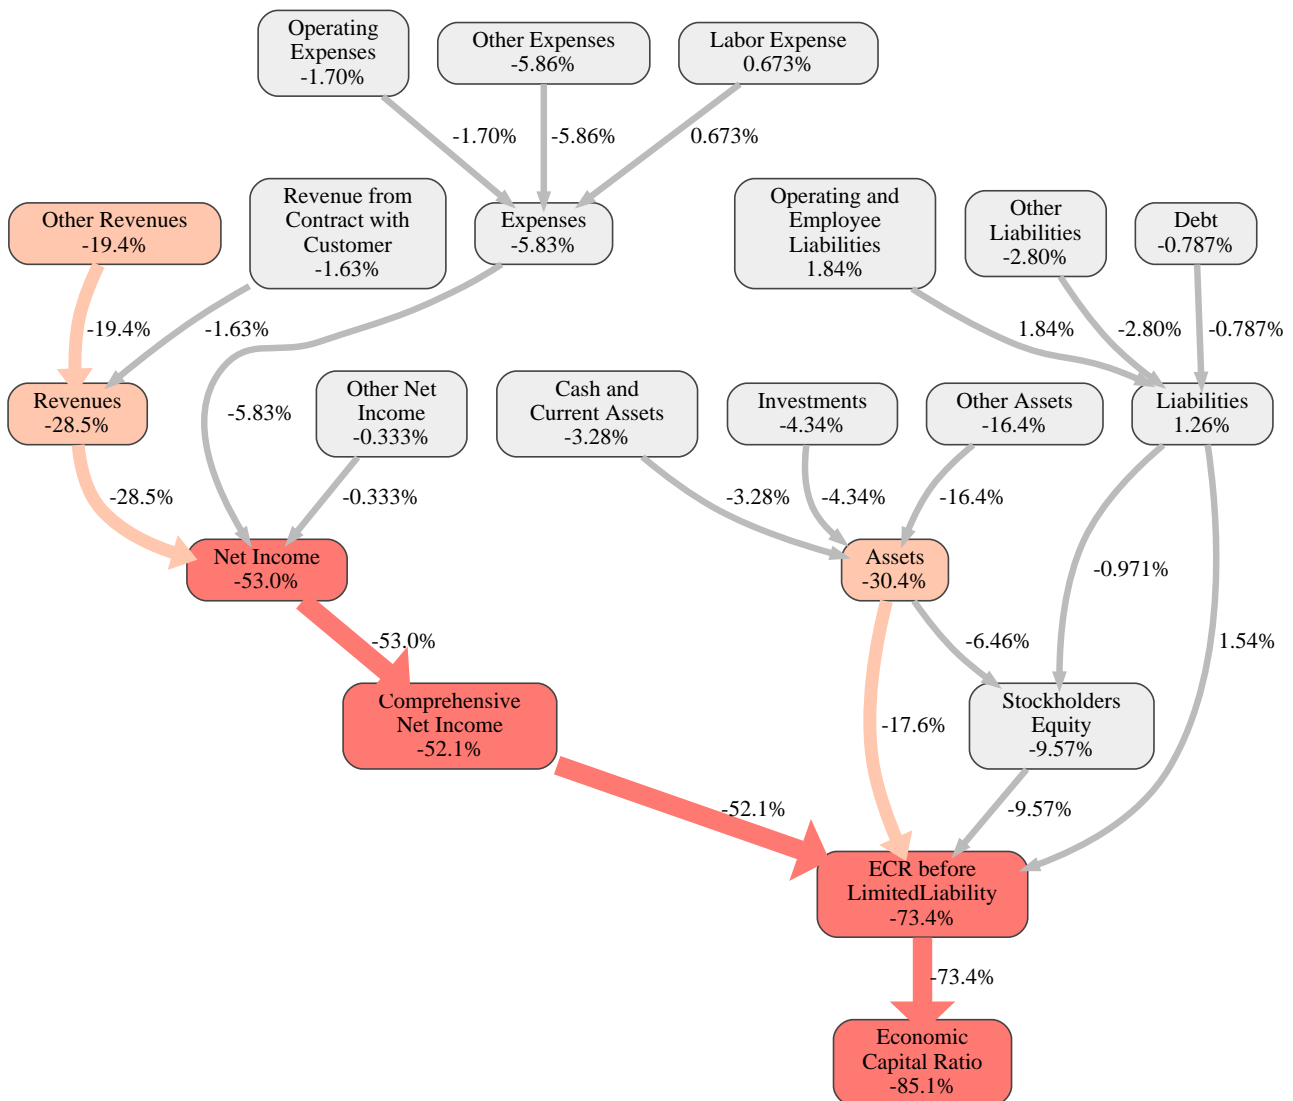 Operating
Expenses
-1.70%
Other Expenses
-5.86%
Labor Expense
0.673%
-1.70%
-5.86%
0.673%
Other Revenues
-19.4%
Revenue from
Contract with
Customer
-1.63%
Expenses
-5.83%
Operating and
Employee
Liabilities
1.84%
Other
Liabilities
-2.80%
Debt
-0.787%
-19.4%
-1.63%
1.84%
-2.80%
-0.787%
Revenues
-28.5%
-5.83%
Other Net
Income
-0.333%
Cash and
Current Assets
-3.28%
Investments
-4.34%
Other Assets
-16.4%
Liabilities
1.26%
-28.5%
-0.333%
-3.28%
-4.34%
-16.4%
Net Income
-53.0%
Assets
-30.4%
-0.971%
-53.0%
-6.46%
1.54%
Comprehensive
Net Income
-52.1%
-17.6%
Stockholders
Equity
-9.57%
-52.1%
-9.57%
ECR before
LimitedLiability
-73.4%
-73.4%
Economic
Capital Ratio
-85.1%